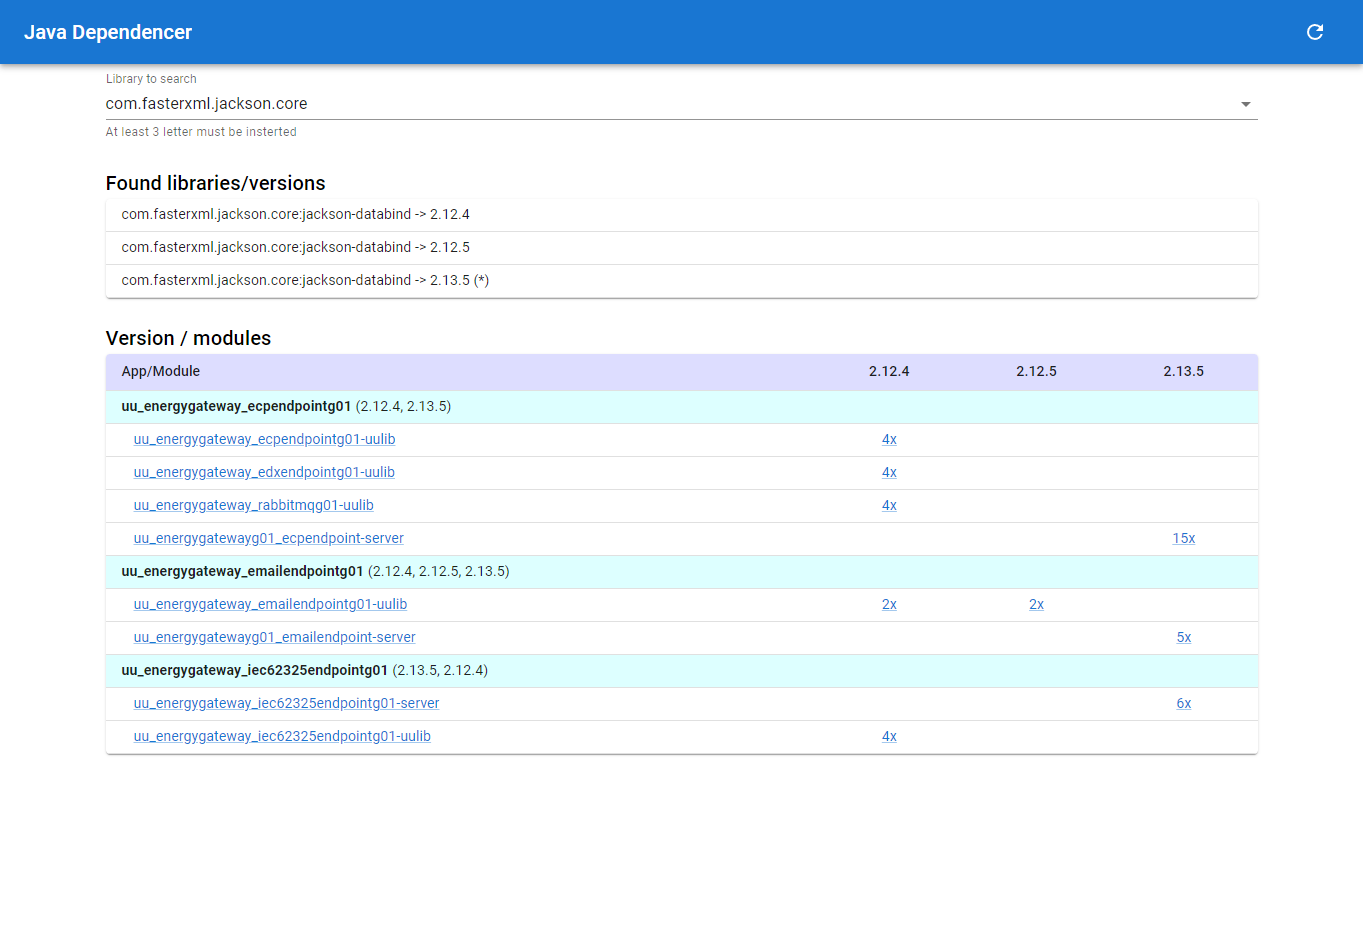 Java Dependencer
Library to search
com.fasterxml.jackson.core
At least 3 letter must be insterted
Found libraries/versions
com.fasterxml.jackson.core:jackson-databind -> 2.12.4
com.fasterxml.jackson.core:jackson-databind -> 2.12.5
com.fasterxml.jackson.core:jackson-databind -> 2.13.5 (*)
Version / modules
App/Module 2.12.4 2.12.5 2.13.5
uu_energygateway_ecpendpointg01 (2.12.4, 2.13.5)
uu_energygateway_ecpendpointg01-uulib 4x
uu_energygateway_edxendpointg01-uulib 4x
uu_energygateway_rabbitmqg01-uulib 4x
uu_energygatewayg01_ecpendpoint-server 15x
uu_energygateway_emailendpointg01 (2.12.4, 2.12.5, 2.13.5)
uu_energygateway_emailendpointg01-uulib 2x 2x
uu_energygatewayg01_emailendpoint-server 5x
uu_energygateway_iec62325endpointg01 (2.13.5, 2.12.4)
uu_energygateway_iec62325endpointg01-server 6x
uu_energygateway_iec62325endpointg01-uulib 4x